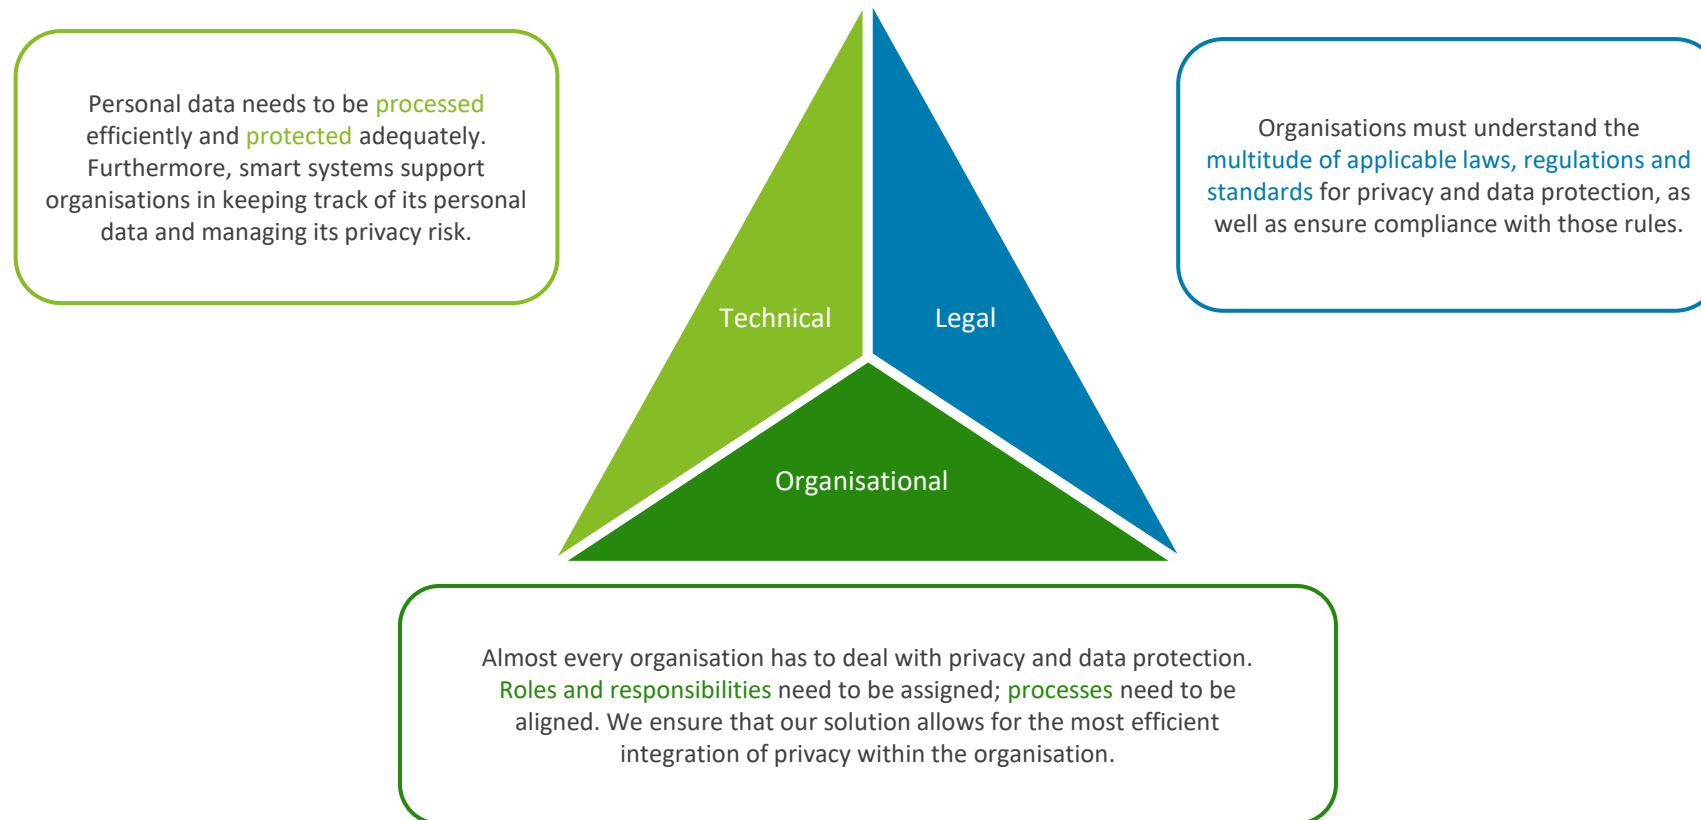 Personal data needs to be processed
efficiently and protected adequately.
Furthermore, smart systems support
organisations in keeping track of its personal
data and managing its privacy risk.
Organisations must understand the
multitude of applicable laws, regulations and
standards for privacy and data protection, as
well as ensure compliance with those rules.
Technical
Legal
Organisational
Almost every organisation has to deal with privacy and data protection.
Roles and responsibilities need to be assigned; processes need to be
aligned. We ensure that our solution allows for the most efficient
integration of privacy within the organisation.